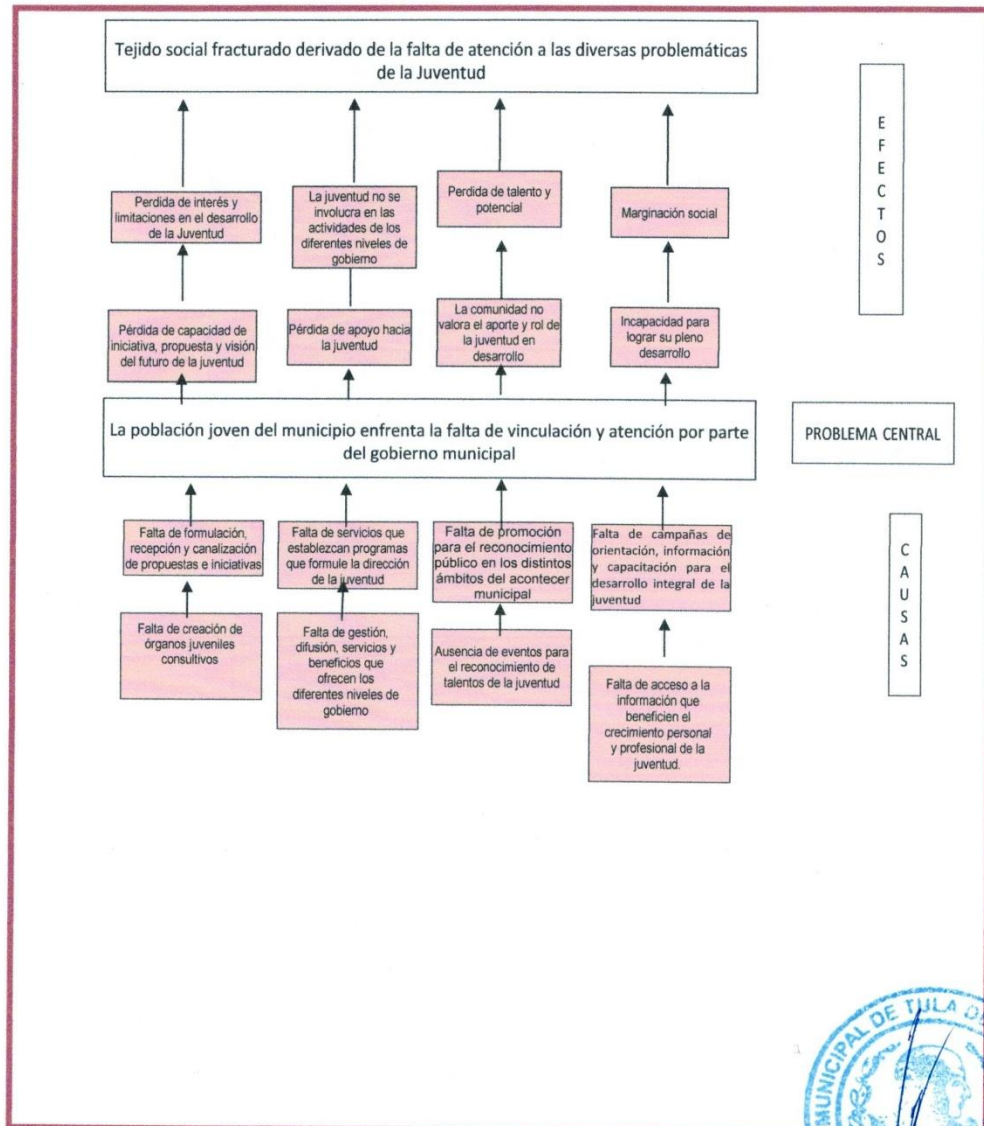 Tejido social fracturado derivado de la falta de atención a las diversas problemáticas
de la Juventud
EFECTOS
Perdida de interés y
limitaciones en el desarrollo
de la Juventud
La juventud no se
involucra en las
actividades de los
diferentes niveles de
gobierno
Perdida de talento y
potencial
Marginación social
Pérdida de capacidad de
iniciativa, propuesta y visión
del futuro de la juventud
Pérdida de apoyo hacia
la juventud
La comunidad no
valora el aporte y rol de
la juventud en
desarrollo
Incapacidad para
lograr su pleno
desarrollo
La población joven del municipio enfrenta la falta de vinculación y atención por parte
del gobierno municipal
PROBLEMA CENTRAL
Falta de formulación,
recepción y canalización
de propuestas e iniciativas
Falta de servicios que
establezcan programas
que formule la dirección
de la juventud
Falta de promoción
para el reconocimiento
público en los distintos
ámbitos del acontecer
municipal
Falta de campañas de
orientación, información
y capacitación para el
desarrollo integral de la
juventud
CAUSAS
Falta de creación de
órganos juveniles
consultivos
Falta de gestión,
difusión, servicios y
beneficios que
ofrecen los
diferentes niveles de
gobierno
Ausencia de eventos para
el reconocimiento de
talentos de la juventud
Falta de acceso a la
información que
beneficien el
crecimiento personal
y profesional de la
juventud.
MUNICIPAL DE TULA DE